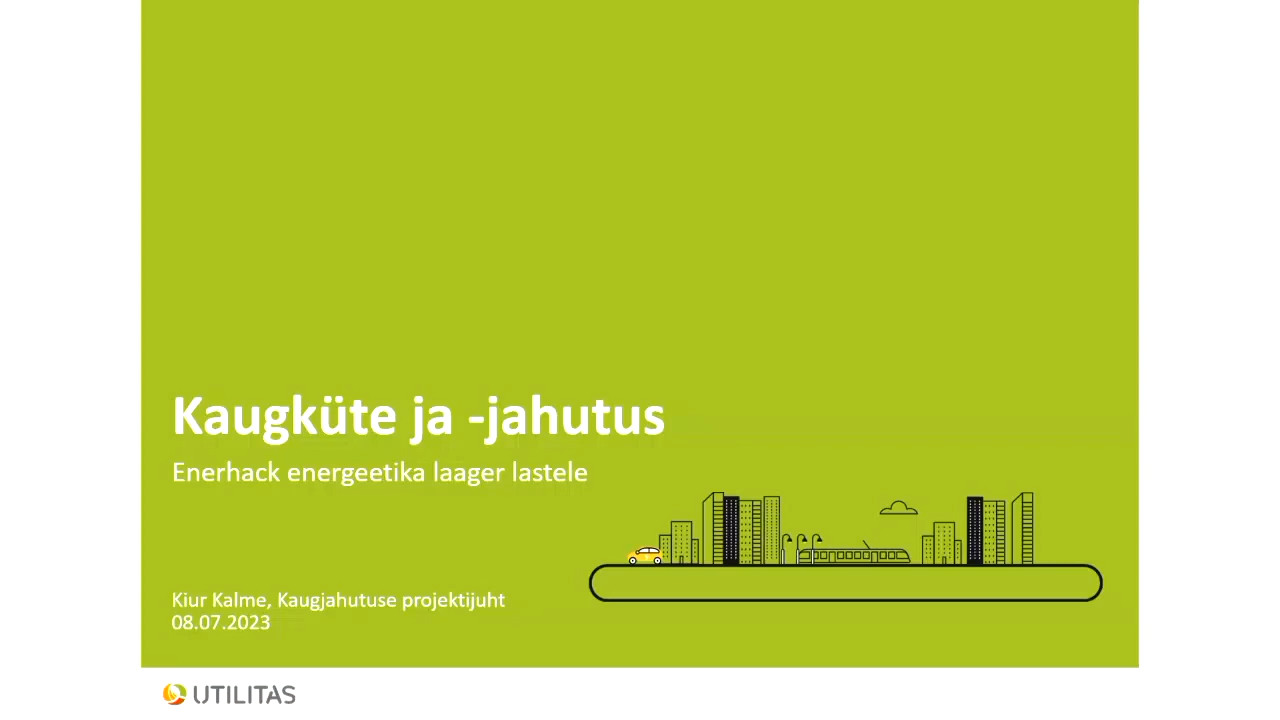 Kaugküte ja -jahutus
Enerhack energeetika laager lastele
Kiur Kalme, Kaugjahutuse projektijuht
08.07.2023
UTILITAS